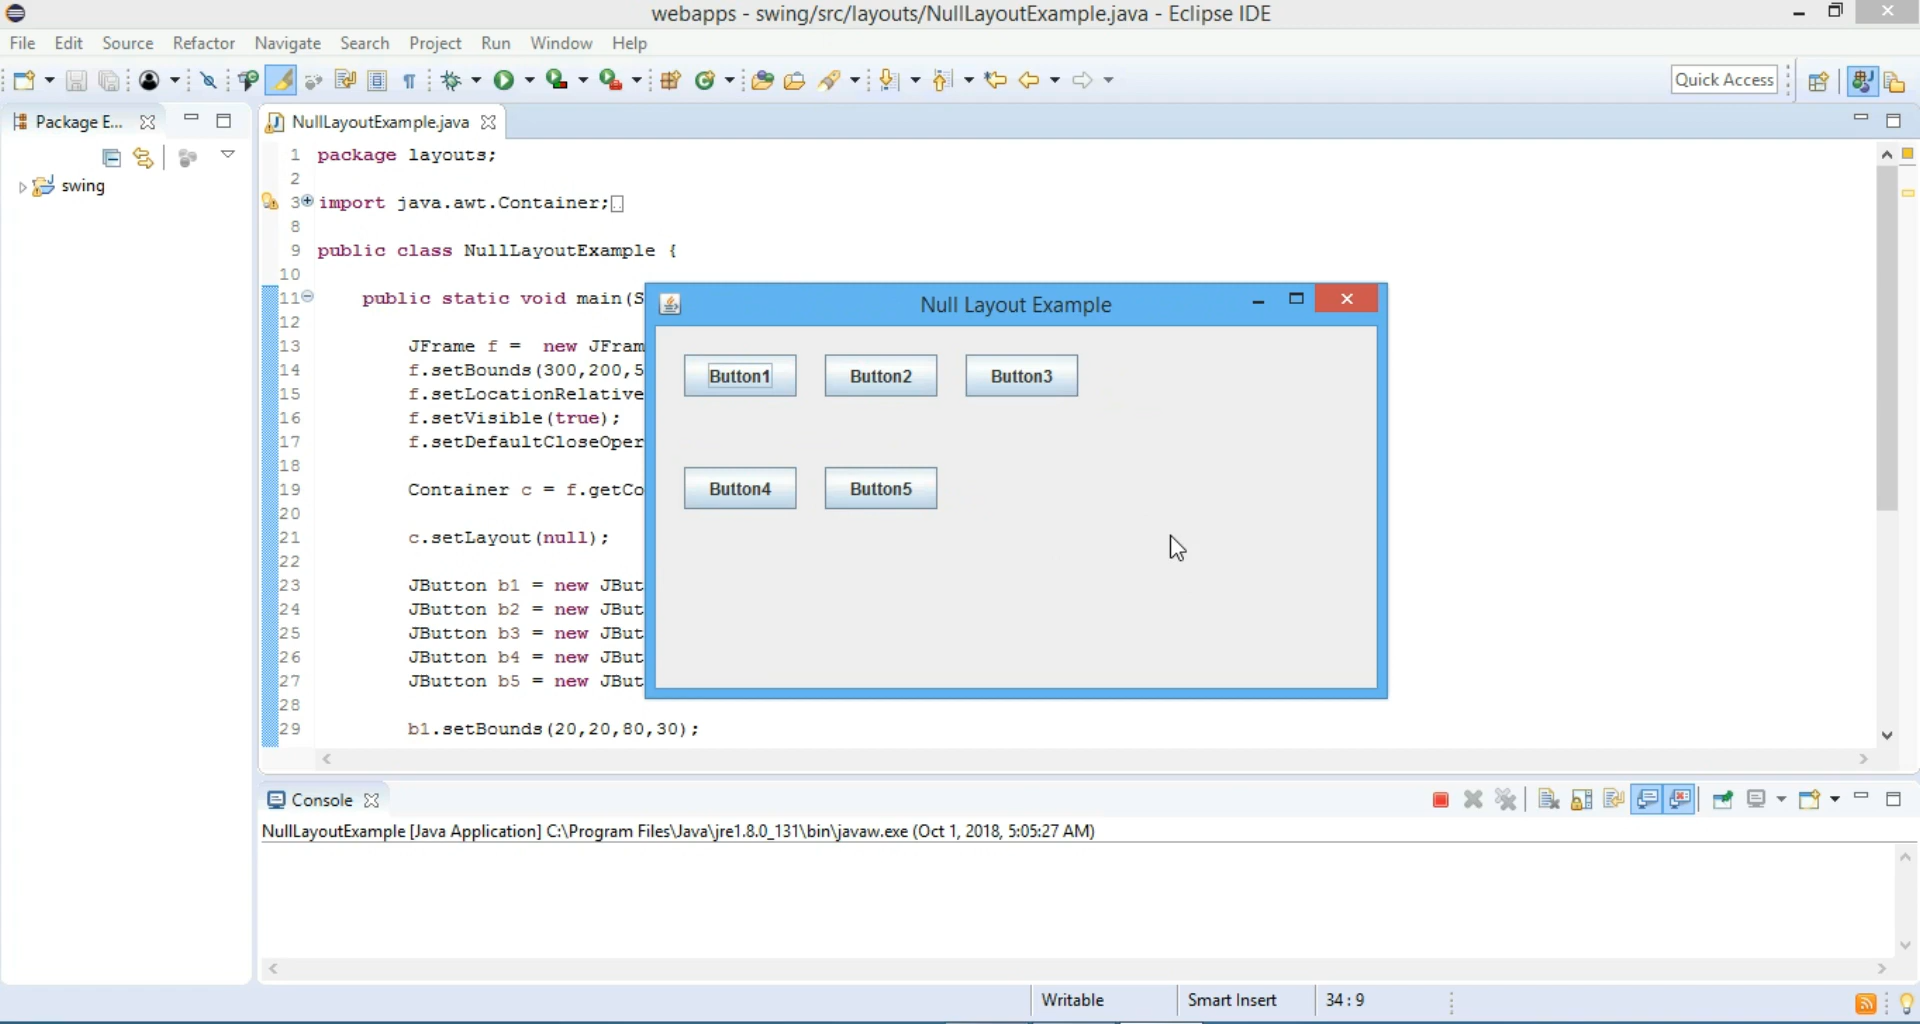 webapps - swing/src/layouts/NullLayoutExample.java - Eclipse IDE
File Edit Source Refactor Navigate Search Project Run Window Help
Quick Access
Package E...
NullLayoutExample.java
swing
1 package layouts;
2
3 import java.awt.Container;
8
9 public class NullLayoutExample {
10
11 public static void main(S
12
13 JFrame f = new JFram
14 f.setBounds(300,200,5
15 f.setLocationRelative
16 f.setVisible(true);
17 f.setDefaultCloseOper
18
19 Container c = f.getCo
20
21 c.setLayout(null);
22
23 JButton b1 = new JBut
24 JButton b2 = new JBut
25 JButton b3 = new JBut
26 JButton b4 = new JBut
27 JButton b5 = new JBut
28
29 b1.setBounds(20,20,80,30);
Null Layout Example
Button1 Button2 Button3
Button4 Button5
Console
NullLayoutExample [Java Application] C:\Program Files\Java\jre1.8.0_131\bin\javaw.exe (Oct 1, 2018, 5:05:27 AM)
Writable Smart Insert 34 : 9